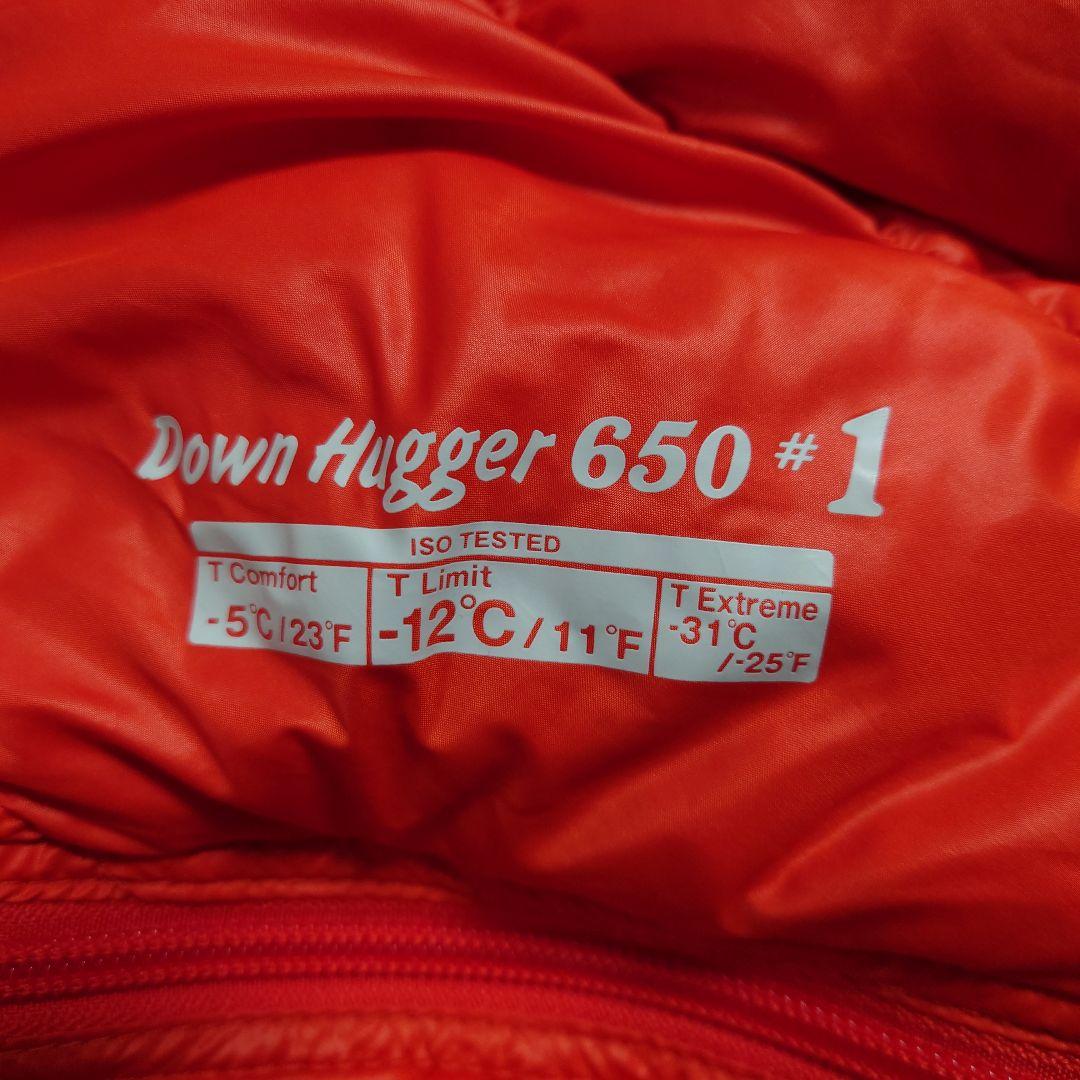 Down Hugger 650 #1
ISO TESTED
T Comfort
-5℃/23°F
T Limit
-12℃/11°F
T Extreme
-31℃
/-25°F